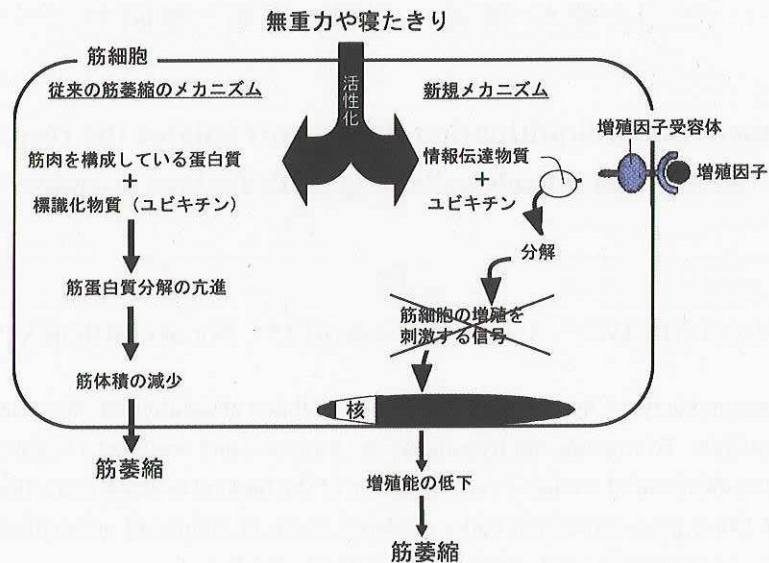 無重力や寝たきり
筋細胞
活性化
従来の筋萎縮のメカニズム
筋肉を構成している蛋白質
+
標識化物質（ユビキチン）
筋蛋白質分解の亢進
筋体積の減少
筋萎縮
新規メカニズム
情報伝達物質
+
ユビキチン
増殖因子受容体
増殖因子
分解
筋細胞の増殖を
刺激する信号
核
増殖能の低下
筋萎縮